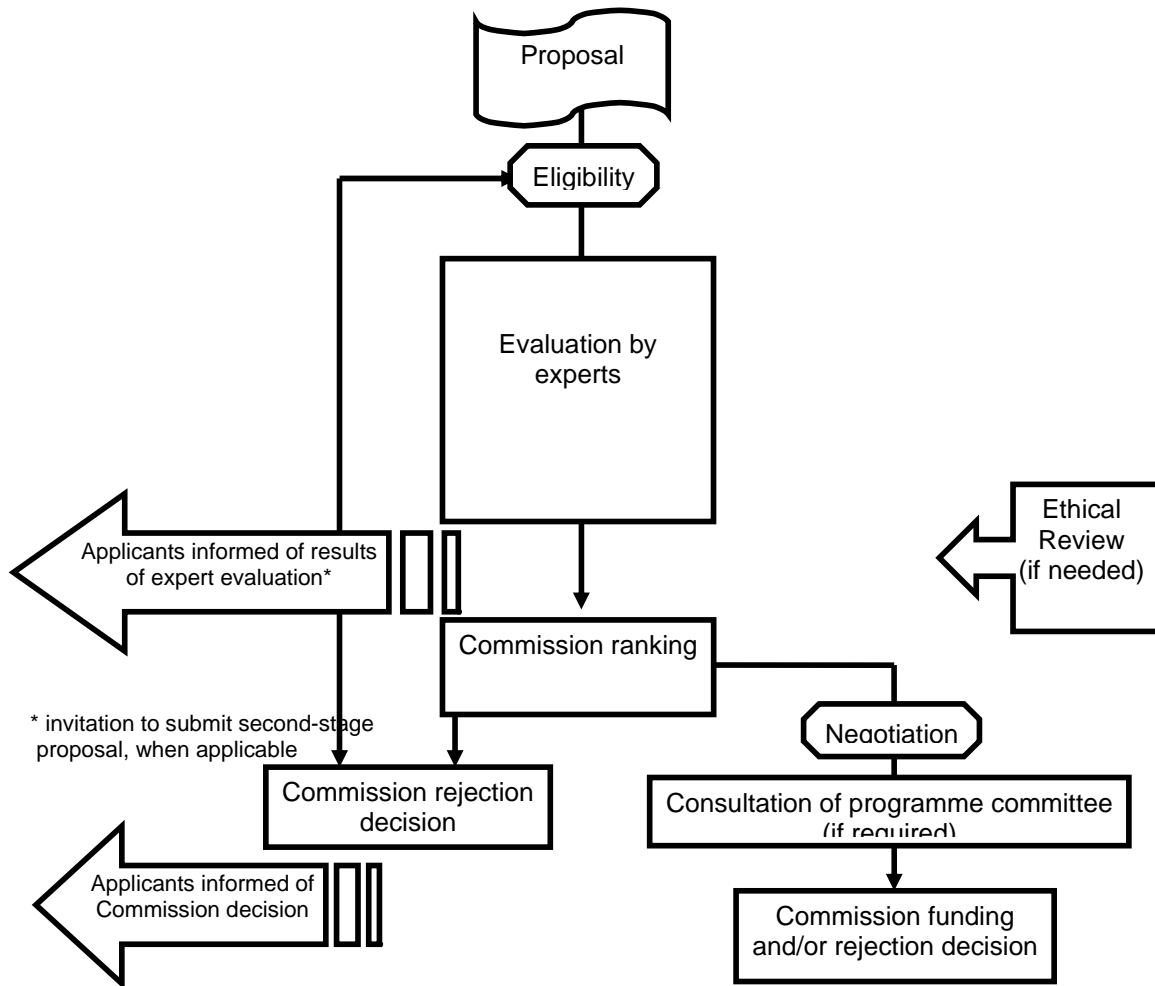 Proposal
Eligibility
Evaluation by
experts
Ethical
Review
(if needed)
Applicants informed of results
of expert evaluation*
Commission ranking
* invitation to submit second-stage
proposal, when applicable
Negotiation
Commission rejection
decision
Consultation of programme committee
(if required)
Applicants informed of
Commission decision
Commission funding
and/or rejection decision